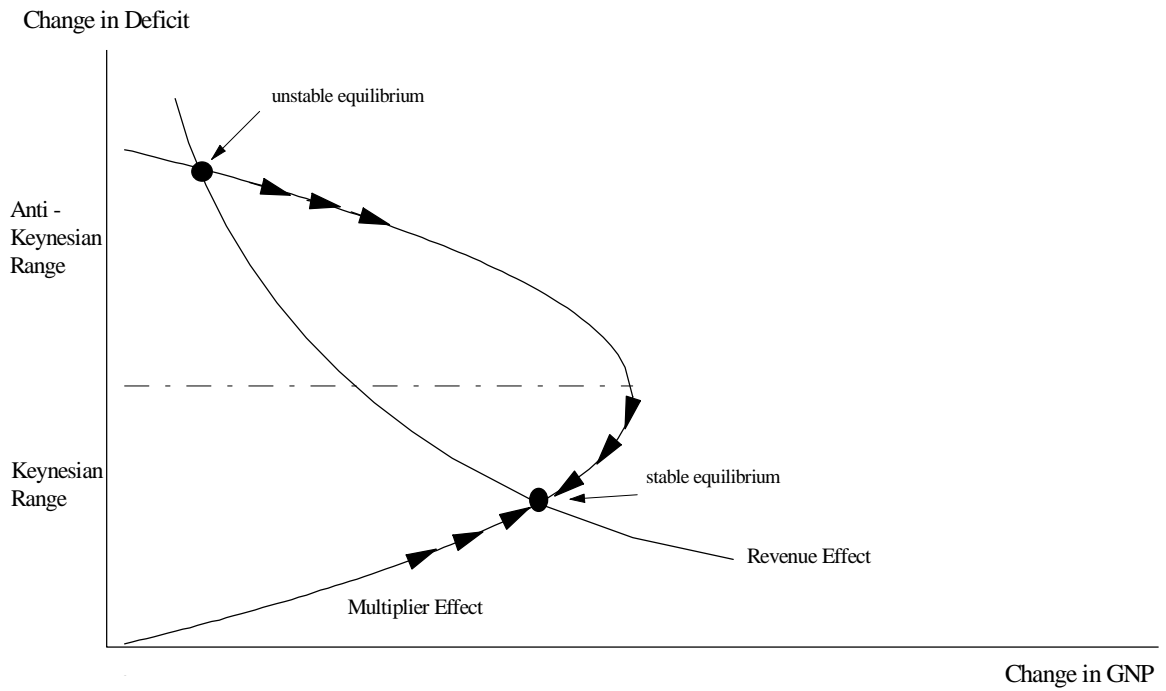 Change in Deficit
unstable equilibrium
Anti -
Keynesian
Range
Keynesian
Range
stable equilibrium
Revenue Effect
Multiplier Effect
Change in GNP